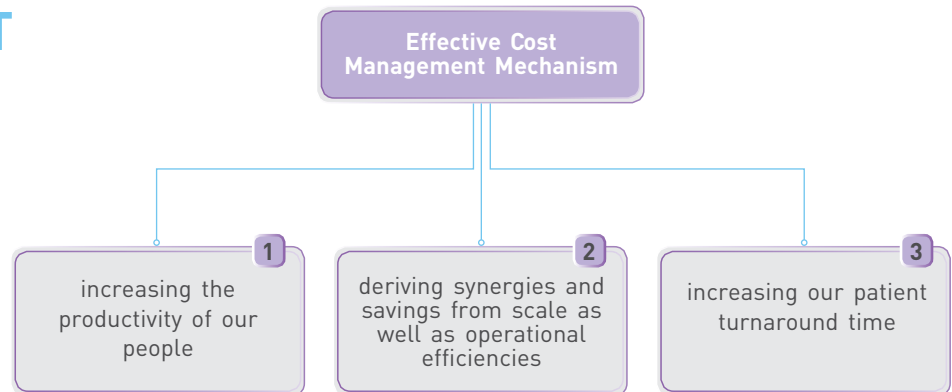 T
Effective Cost
Management Mechanism
1
increasing the
productivity of our
people
2
deriving synergies and
savings from scale as
well as operational
efficiencies
3
increasing our patient
turnaround time